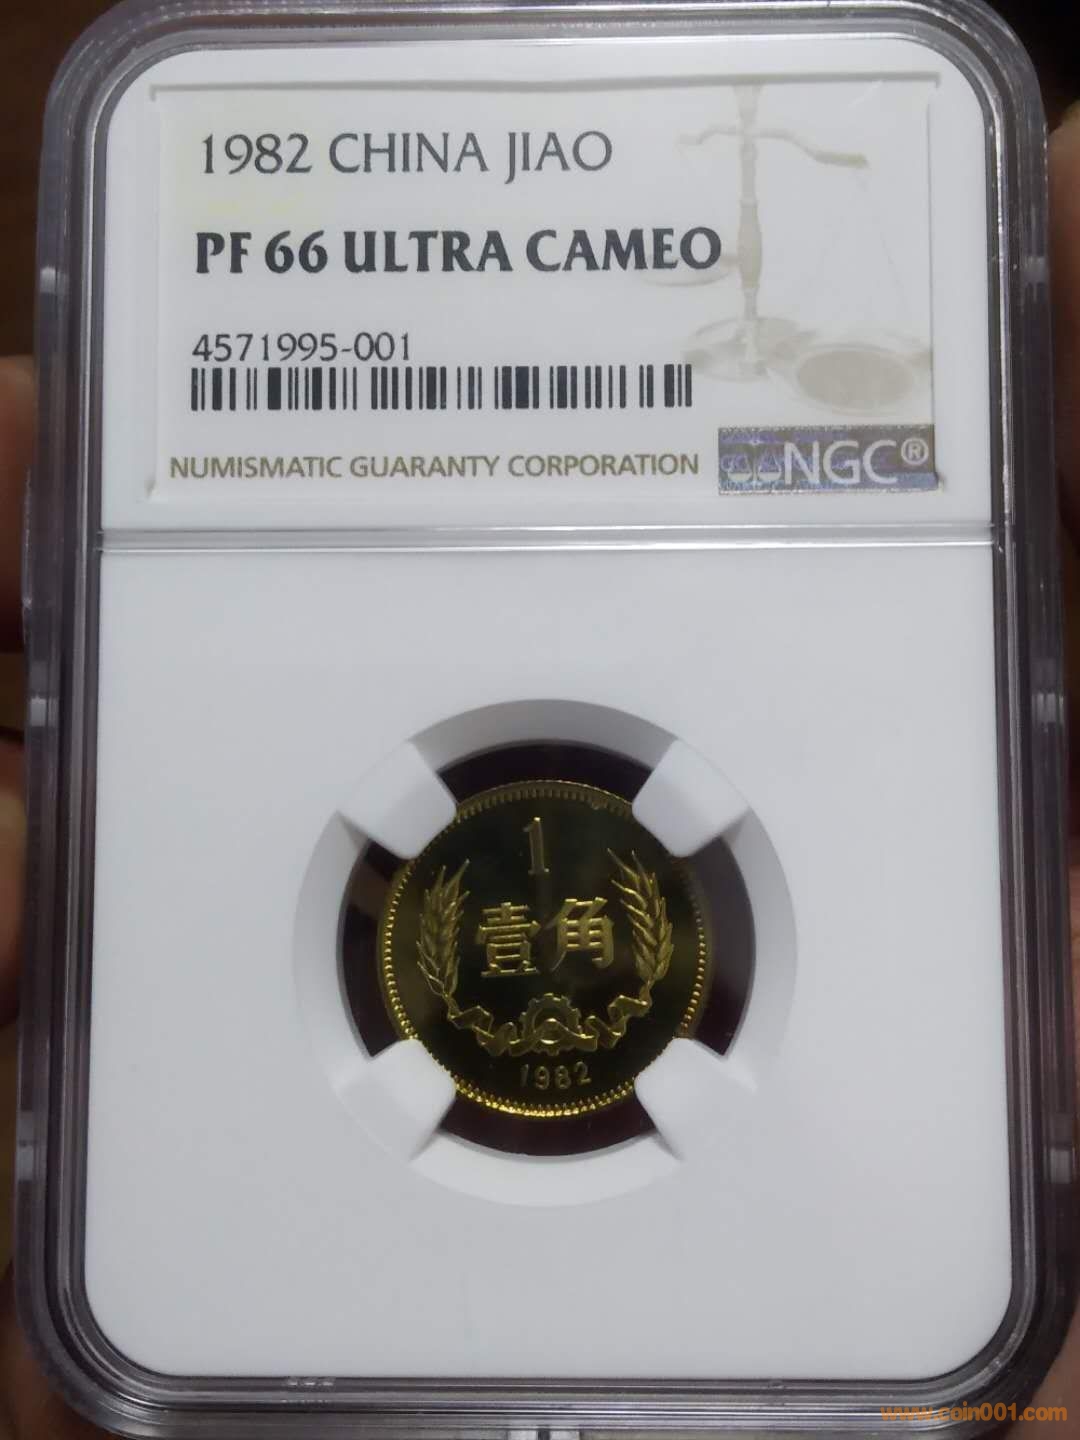 1982 CHINA JIAO
PF 66 ULTRA CAMEO
4571995-001
NUMISMATIC GUARANTY CORPORATION
NGC®
1
壹角
1982
www.coin001.com